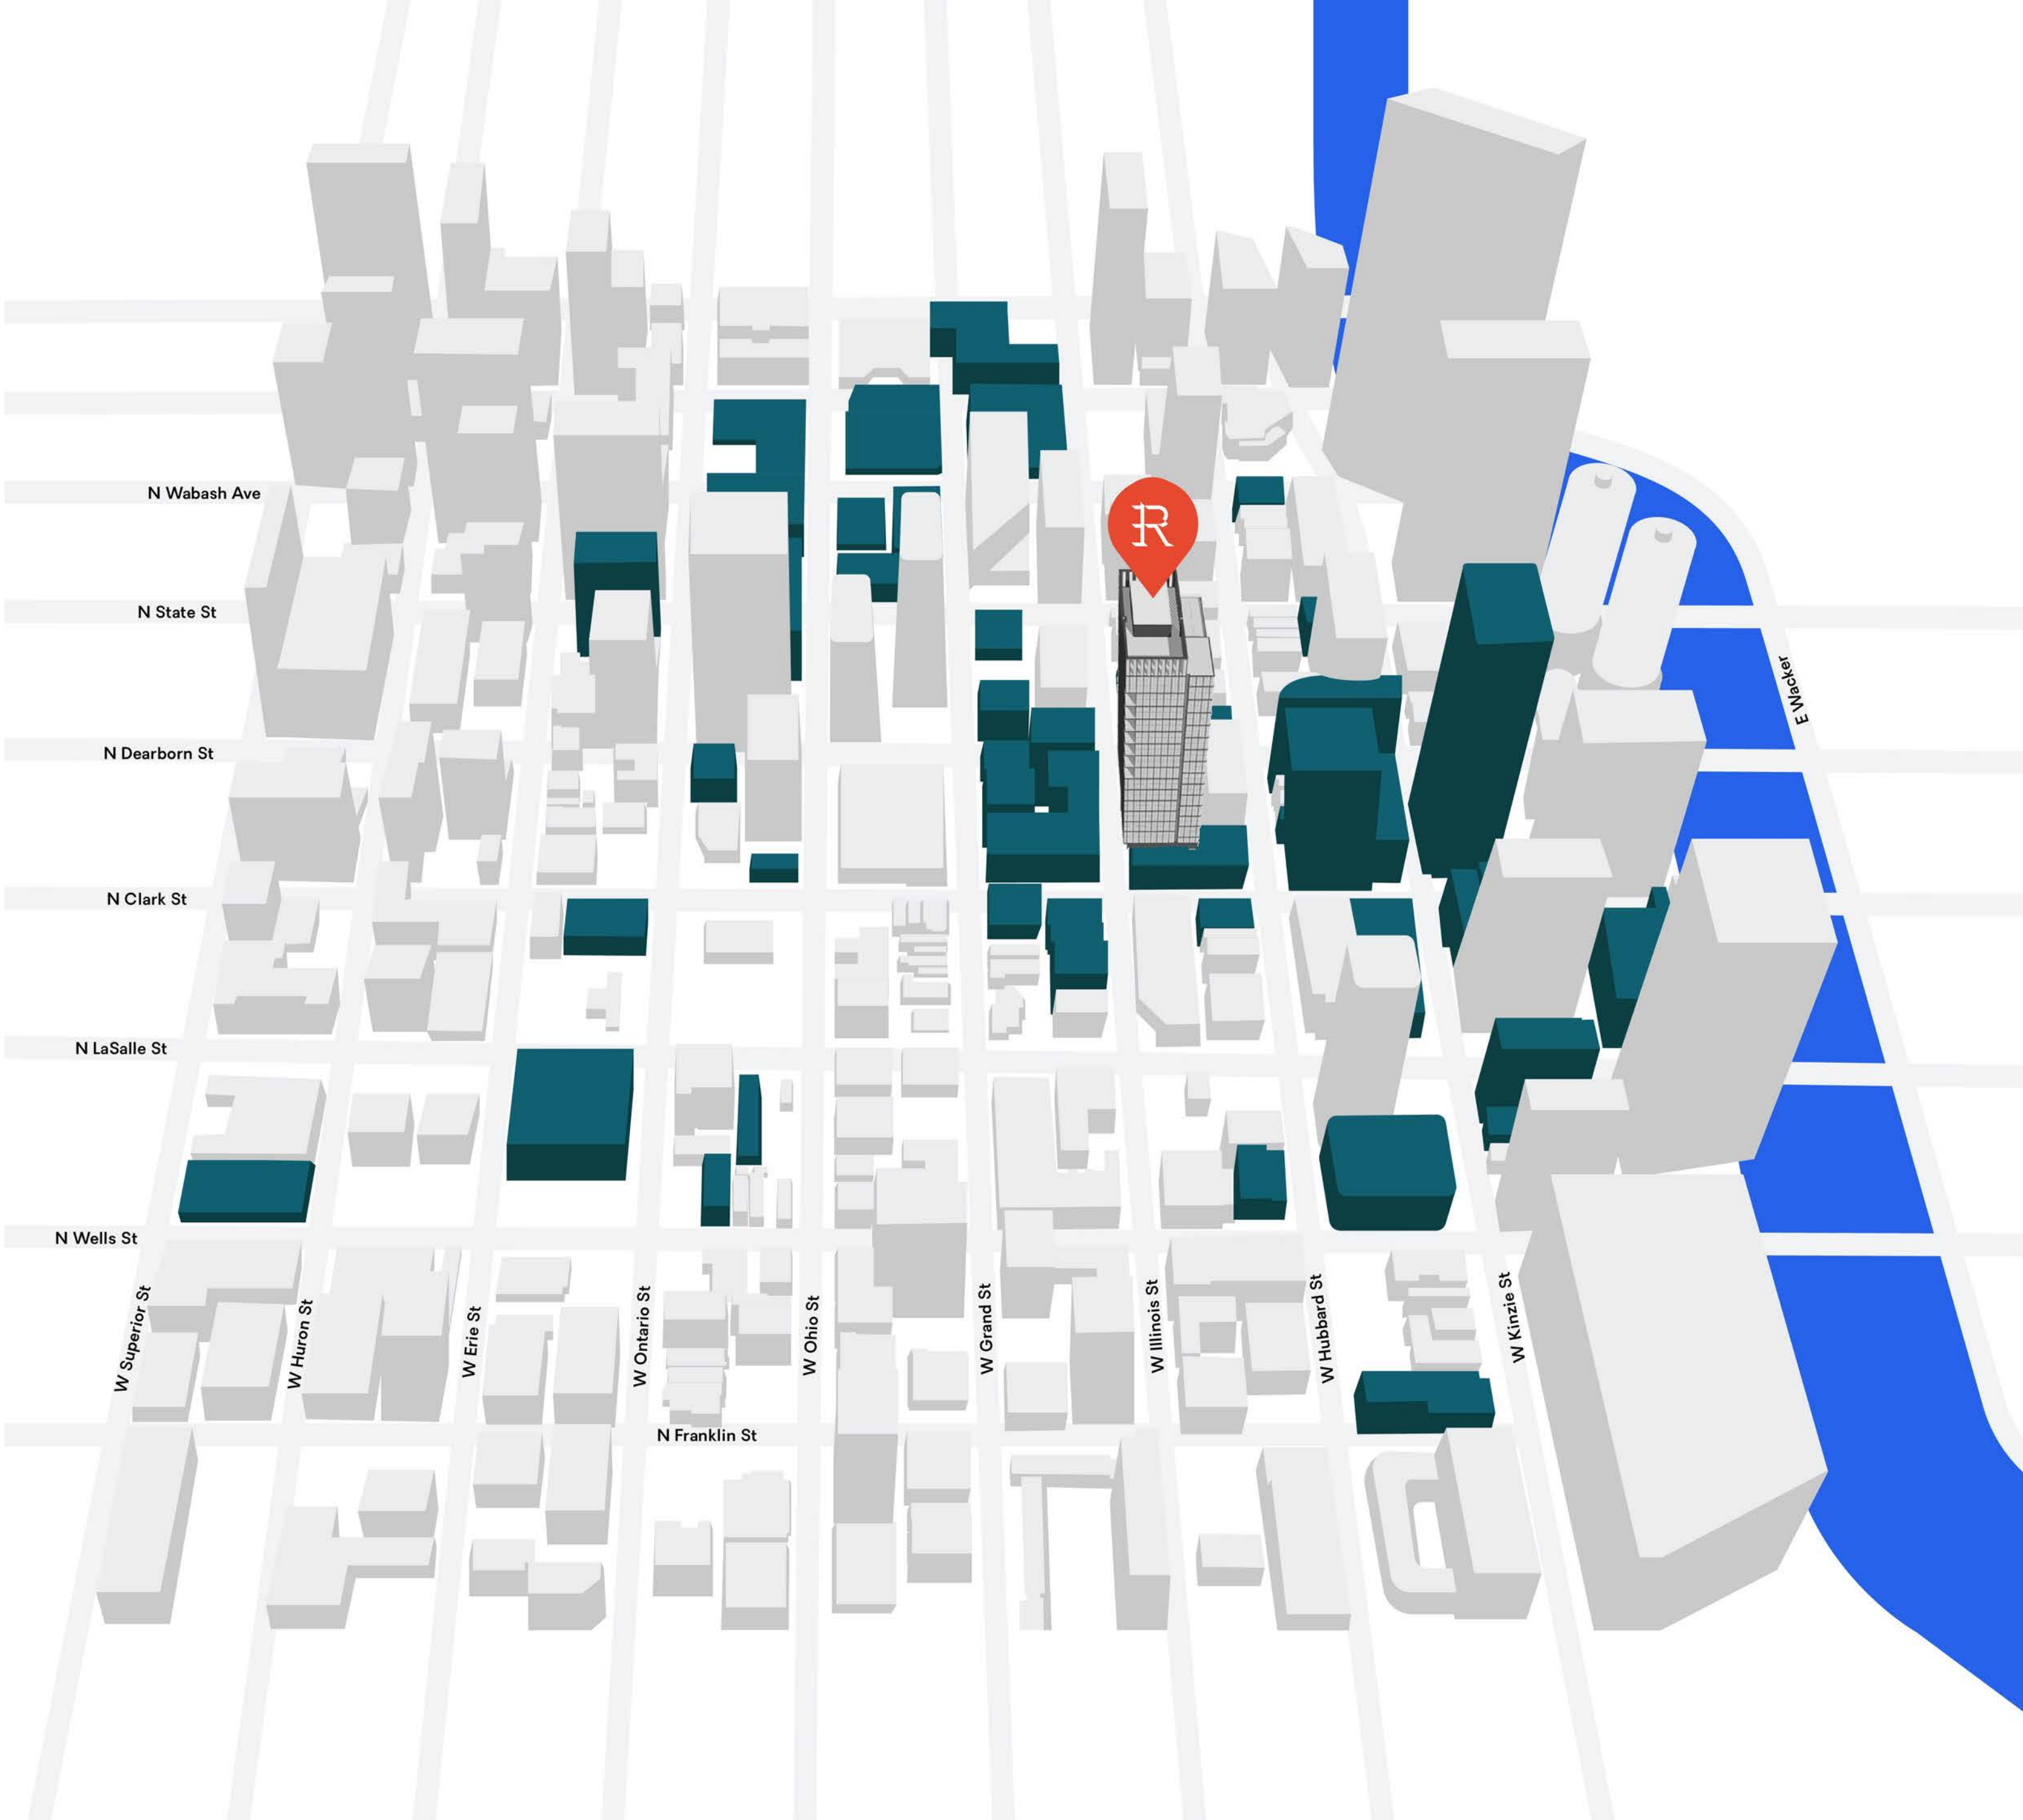 N Wabash Ave
R
N State St
E Wacker
N Dearborn St
N Clark St
N LaSalle St
N Wells St
W Superior St
W Huron St
W Erie St
W Ontario St
W Ohio St
W Grand St
W Illinois St
W Hubbard St
W Kinzie St
N Franklin St